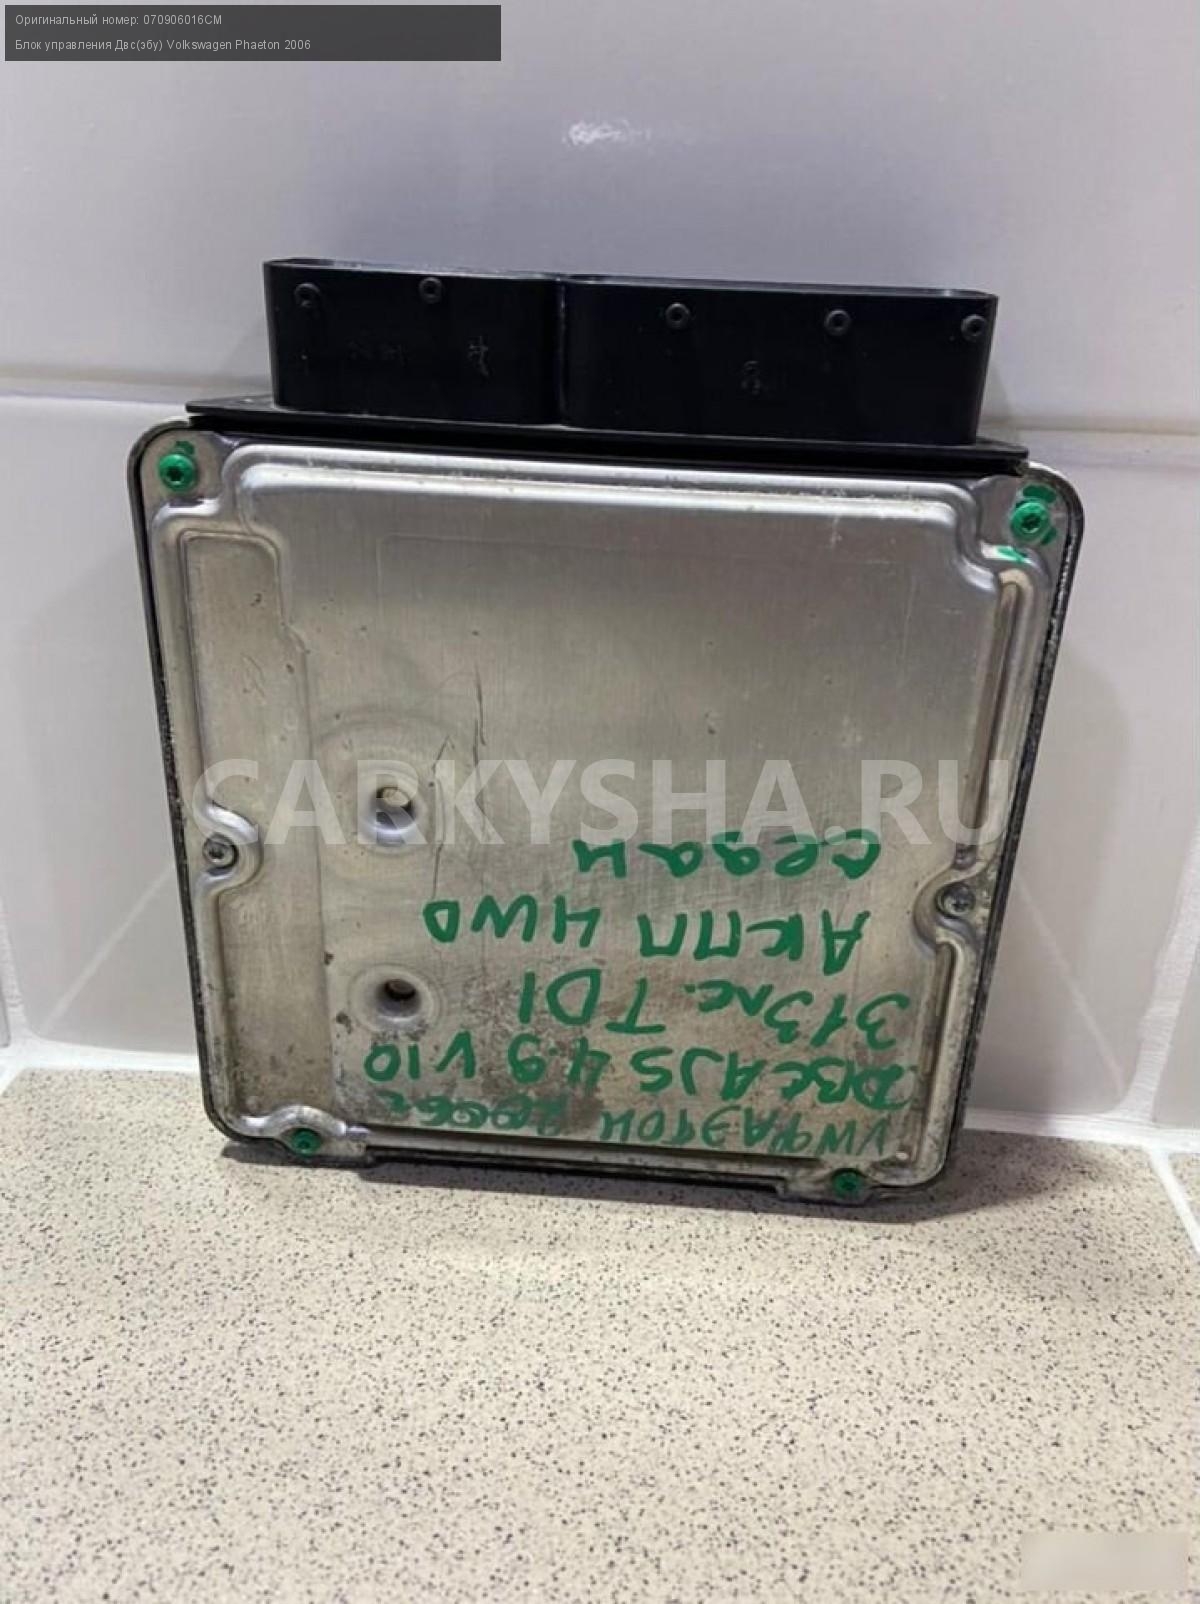 Оригинальный номер: 070906016CM
Блок управления Двс(эбу) Volkswagen Phaeton 2006
CARKYSHA.RU
VW ФАЭТОН 2006г
ДВС AJS 4.9 V10
313лс. TDI
АКПП 4WD
седан